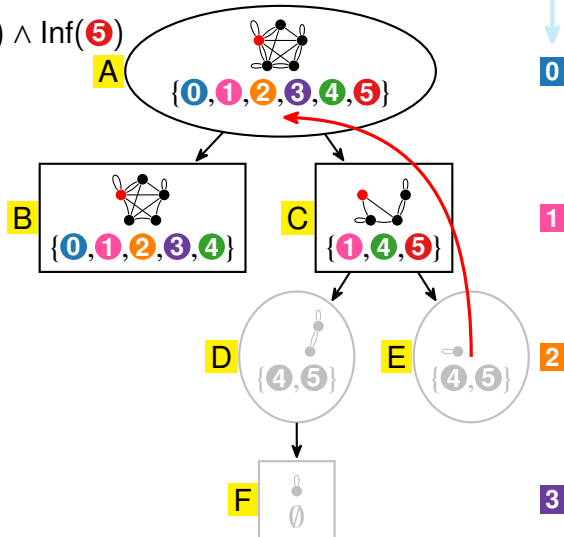 ) ∧ Inf(5)
A
{0,1,2,3,4,5}
0
B
{0,1,2,3,4}
C
{1,4,5}
1
D
{4,5}
E
{4,5}
2
F
∅
3